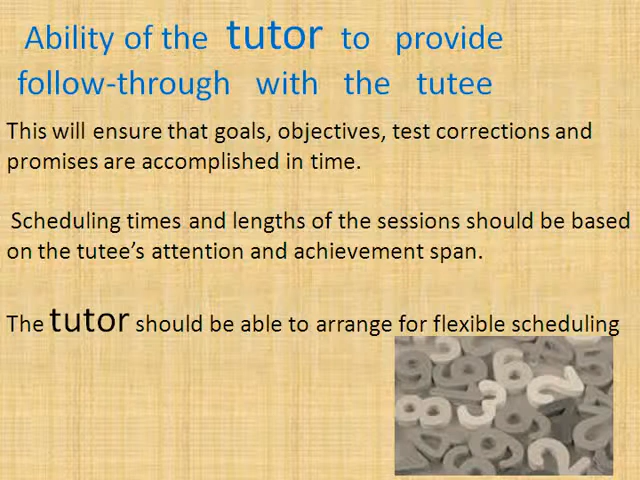 Ability of the tutor to provide
follow-through with the tutee
This will ensure that goals, objectives, test corrections and
promises are accomplished in time.
Scheduling times and lengths of the sessions should be based
on the tutee's attention and achievement span.
The tutor should be able to arrange for flexible scheduling